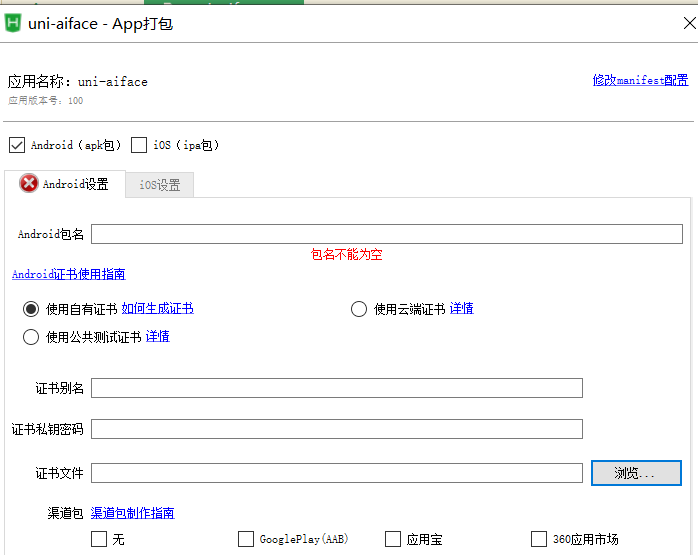 uni-aiface - App打包
应用名称: uni-aiface
修改manifest配置
应用版本号: 100
Android（apk包） iOS（ipa包）
Android设置 iOS设置
Android包名
包名不能为空
Android证书使用指南
使用自有证书 如何生成证书 使用云端证书 详情
使用公共测试证书 详情
证书别名
证书私钥密码
证书文件 浏览...
渠道包 渠道包制作指南
无 GooglePlay(AAB) 应用宝 360应用市场